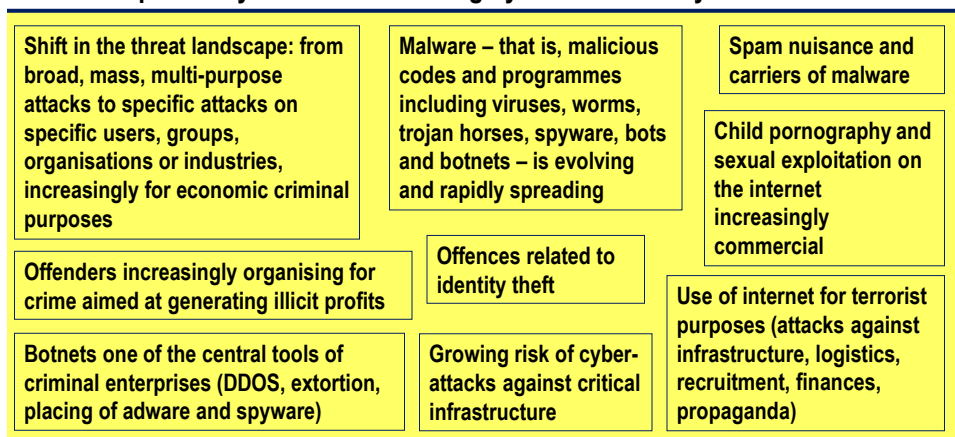 Shift in the threat landscape: from
broad, mass, multi-purpose
attacks to specific attacks on
specific users, groups,
organisations or industries,
increasingly for economic criminal
purposes
Malware – that is, malicious
codes and programmes
including viruses, worms,
trojan horses, spyware, bots
and botnets – is evolving
and rapidly spreading
Spam nuisance and
carriers of malware
Child pornography and
sexual exploitation on
the internet
increasingly
commercial
Offenders increasingly organising for
crime aimed at generating illicit profits
Offences related to
identity theft
Use of internet for terrorist
purposes (attacks against
infrastructure, logistics,
recruitment, finances,
propaganda)
Botnets one of the central tools of
criminal enterprises (DDOS, extortion,
placing of adware and spyware)
Growing risk of cyber-
attacks against critical
infrastructure